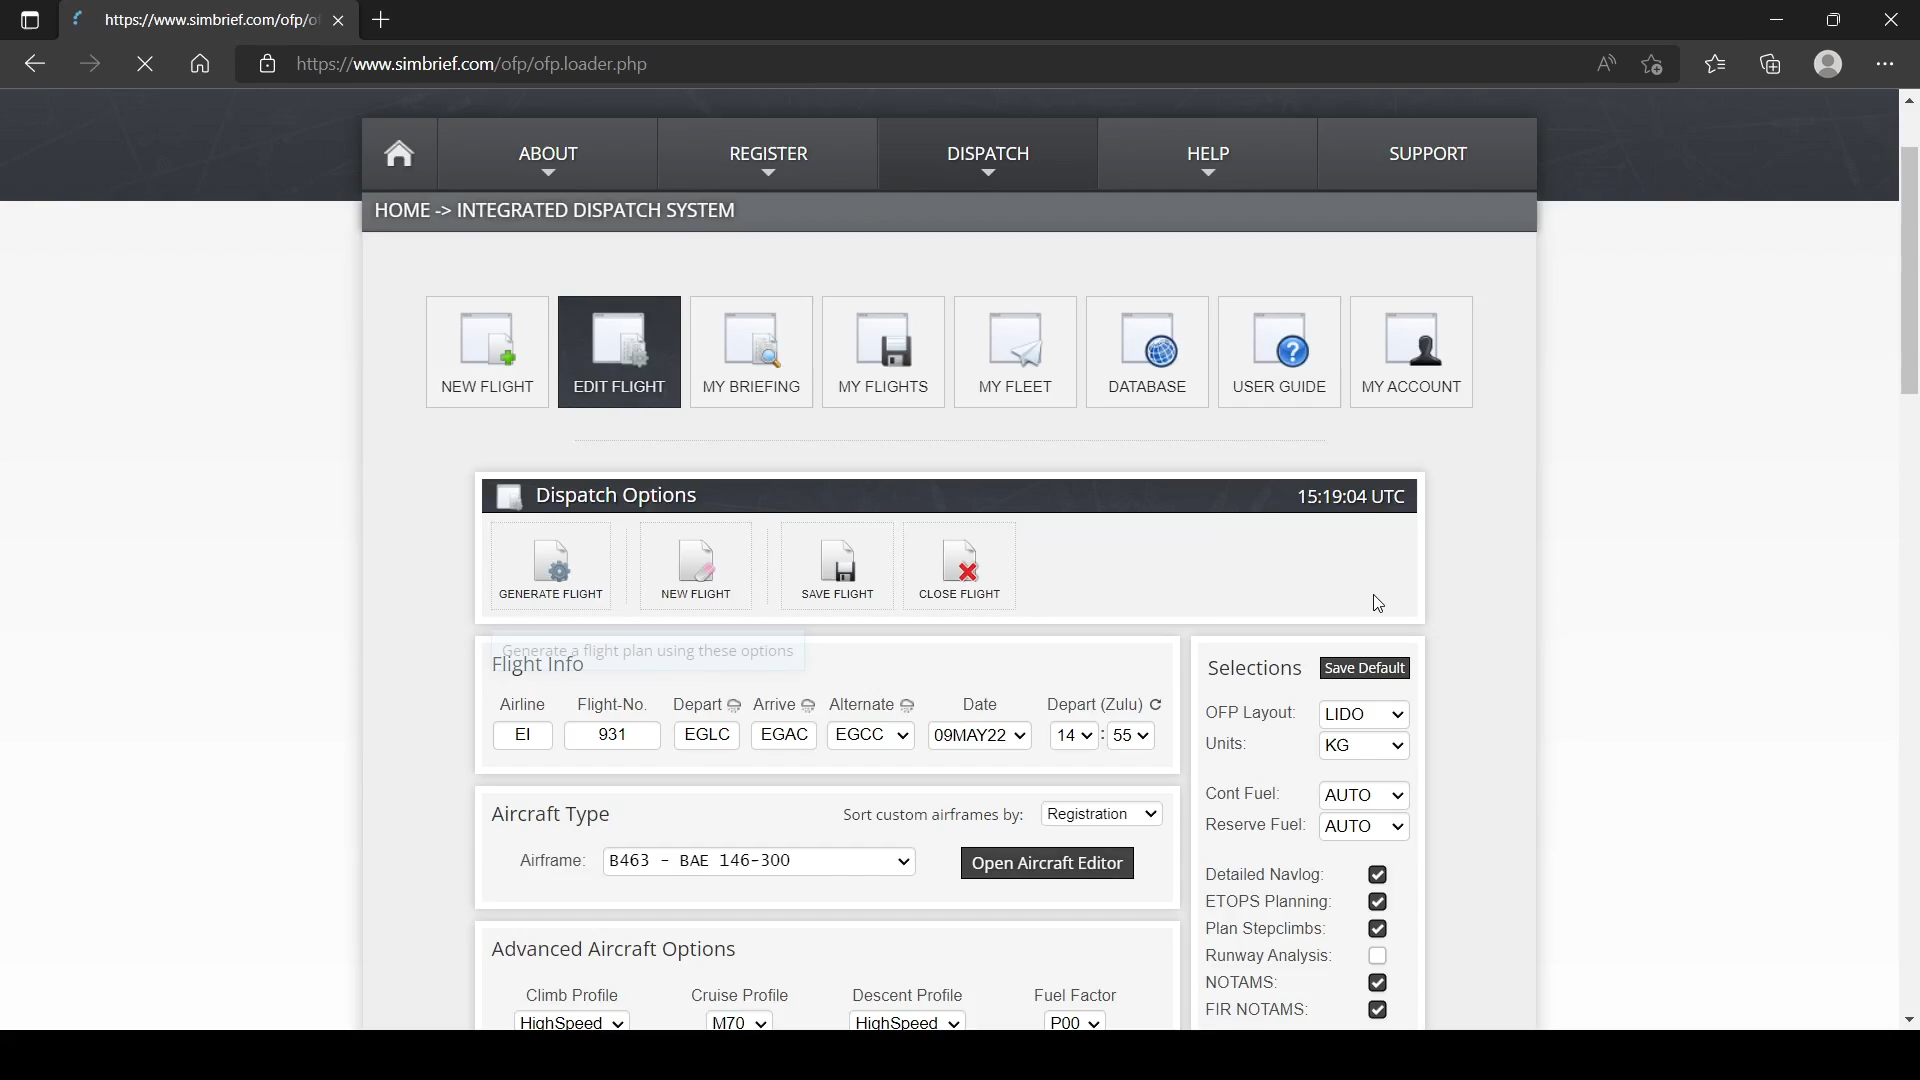 https://www.simbrief.com/ofp/o
https://www.simbrief.com/ofp/ofp.loader.php
ABOUT REGISTER DISPATCH HELP SUPPORT
HOME -> INTEGRATED DISPATCH SYSTEM
NEW FLIGHT EDIT FLIGHT MY BRIEFING MY FLIGHTS MY FLEET DATABASE USER GUIDE MY ACCOUNT
Dispatch Options 15:19:04 UTC
GENERATE FLIGHT NEW FLIGHT SAVE FLIGHT CLOSE FLIGHT
Generate a flight plan using these options
Flight Info
Airline Flight-No. Depart Arrive Alternate Date Depart (Zulu)
EI 931 EGLC EGAC EGCC 09MAY22 14 : 55
Aircraft Type Sort custom airframes by: Registration
Airframe: B463 - BAE 146-300 Open Aircraft Editor
Advanced Aircraft Options
Climb Profile Cruise Profile Descent Profile Fuel Factor
HighSpeed M70 HighSpeed P00
Selections Save Default
OFP Layout: LIDO
Units: KG
Cont Fuel: AUTO
Reserve Fuel: AUTO
Detailed Navlog:
ETOPS Planning:
Plan Stepclimbs:
Runway Analysis:
NOTAMS:
FIR NOTAMS: